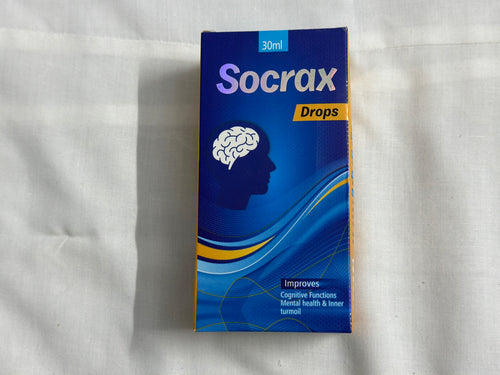 30ml
Socrax
Drops
Improves
Cognitive Functions
Mental health & Inner
turmoil